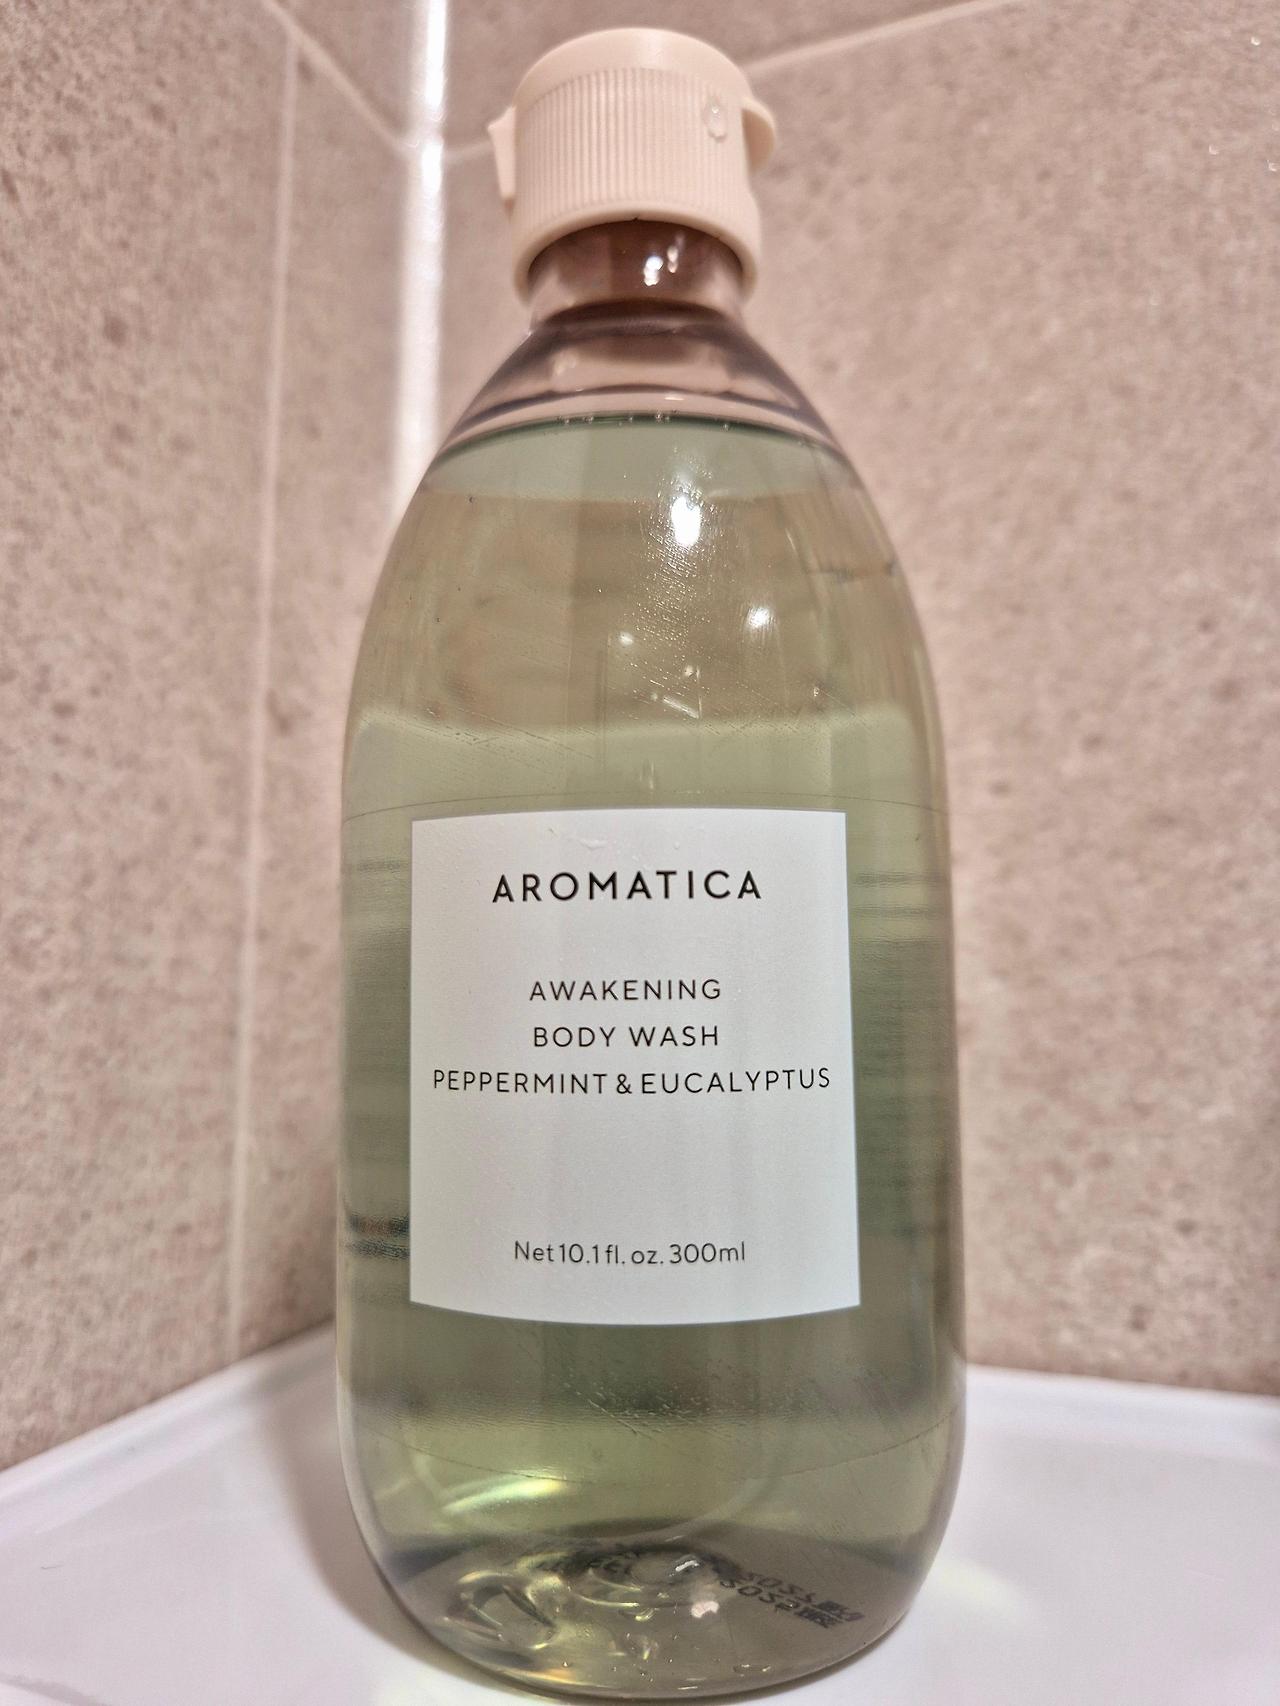 AROMATICA
AWAKENING
BODY WASH
PEPPERMINT & EUCALYPTUS
Net 10.1 fl. oz. 300ml